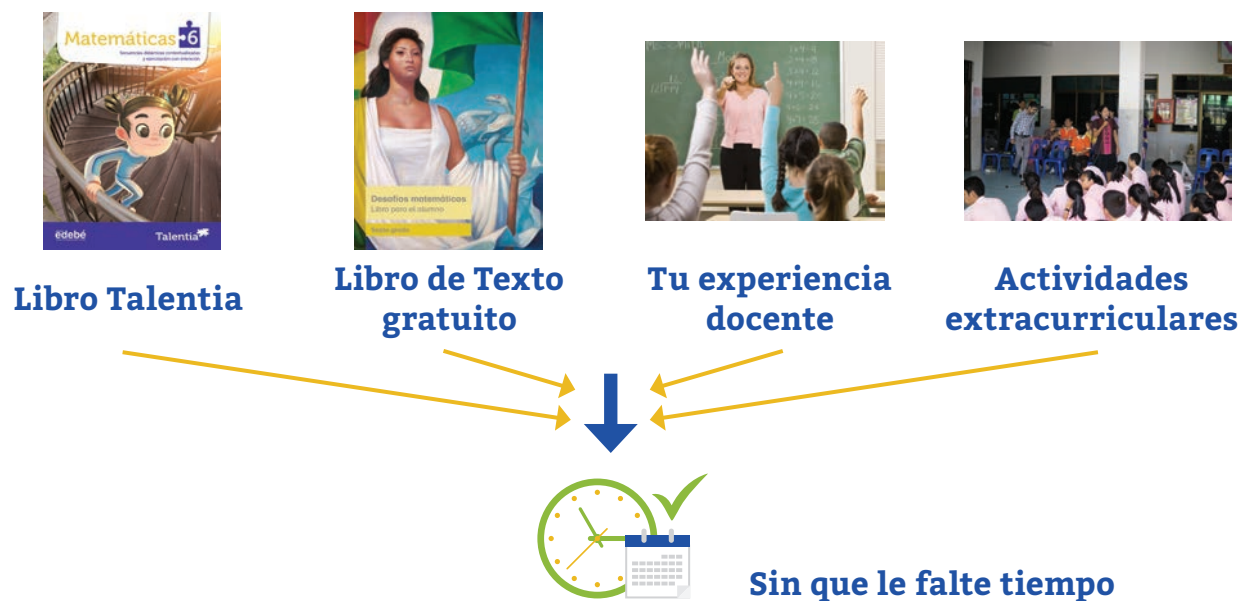 Matemáticas 6
Secuencias didácticas contextualizadas
y ejercitación con intención
edebé
Talentia
Desafíos matemáticos
Libro para el alumno
Sexto grado
Libro Talentia
Libro de Texto
gratuito
Tu experiencia
docente
Actividades
extracurriculares
Sin que le falte tiempo